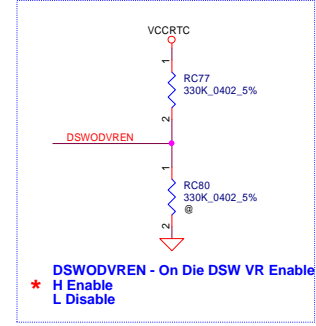 VCCRTC
1
RC77
330K_0402_5%
2
DSWODVREN
1
RC80
330K_0402_5%
@
2
DSWODVREN - On Die DSW VR Enable
* H Enable
L Disable